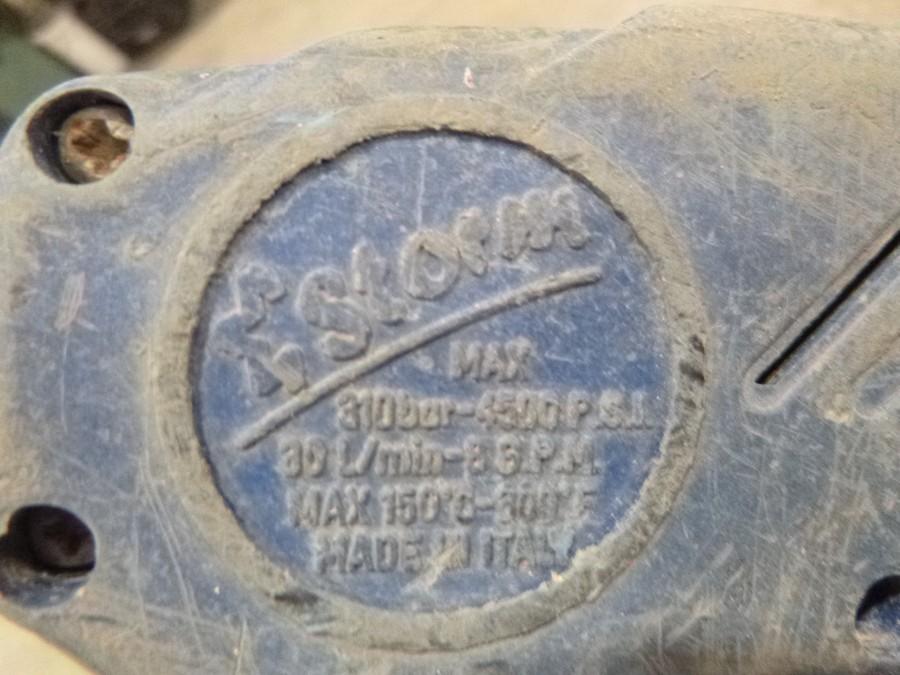 Storm
MAX
310bar-4500 P.S.I.
30 L/min-8 G.P.M.
MAX 150°C-300°F
MADE IN ITALY